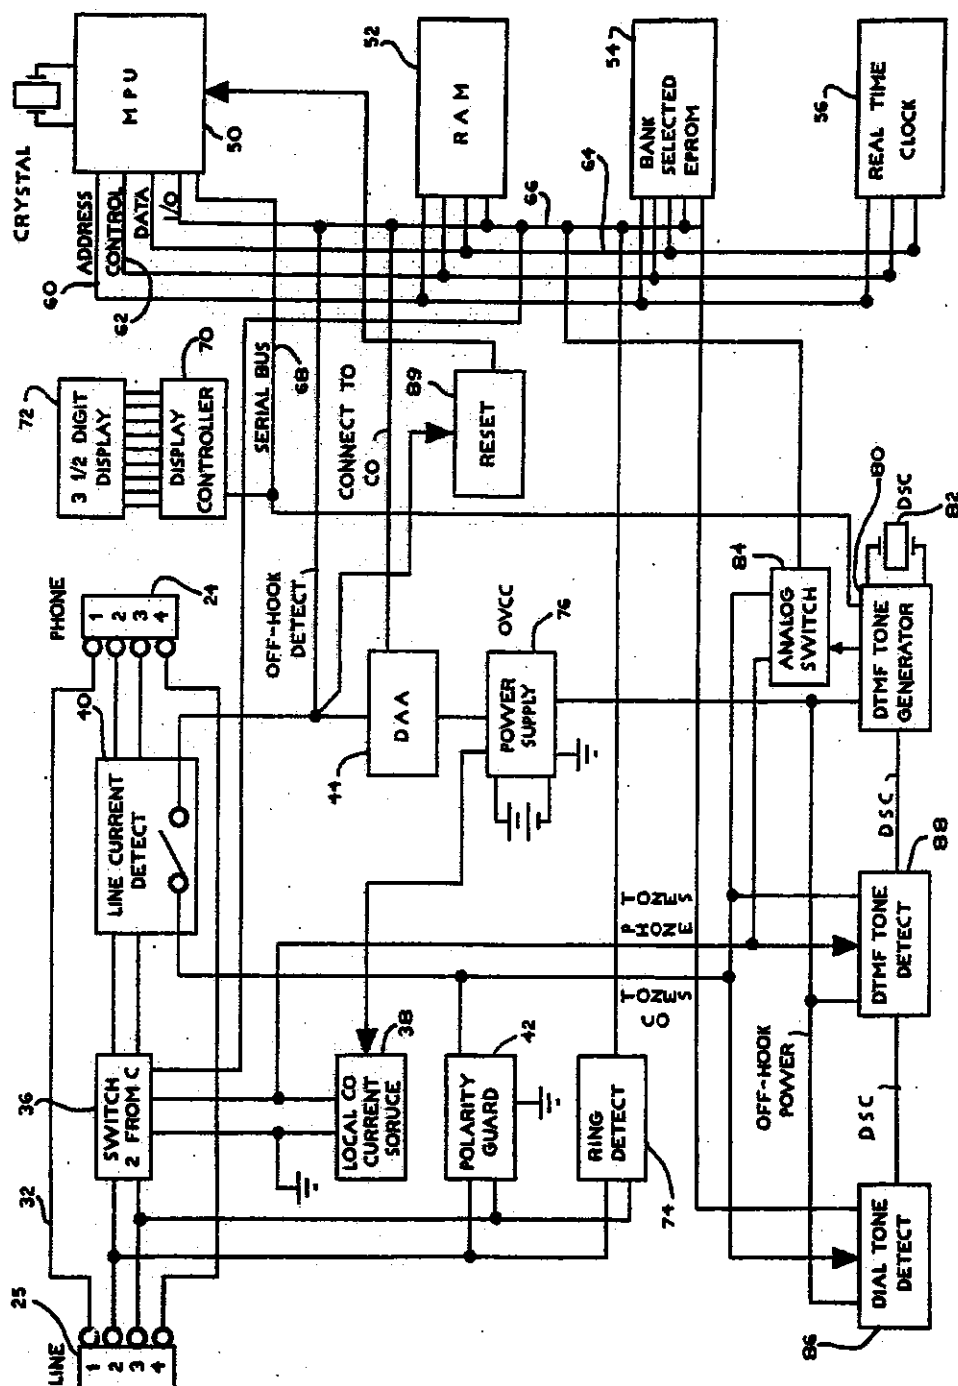 LINE
25
1
2
3
4
32
36
SWITCH
2 FROM C
LINE CURRENT
DETECT
40
PHONE
1
2
3
4
24
72
3 1/2 DIGIT
DISPLAY
DISPLAY
CONTROLLER
70
SERIAL BUS
68
CRYSTAL
MPU
50
ADDRESS
CONTROL
DATA
I/O
60
62
LOCAL CO
CURRENT
SORUCE
38
POLARITY
GUARD
42
RING
DETECT
74
DAA
44
OFF-HOOK
DETECT
CONNECT TO
CO
POWER
SUPPLY
OVCC
76
RESET
89
RAM
52
66
64
BANK
SELECTED
EPROM
54
REAL TIME
CLOCK
56
TONES
CO
TONES
PHONE
OFF-HOOK
POWER
ANALOG
SWITCH
84
DIAL TONE
DETECT
86
DSC
DTMF TONE
DETECT
88
DSC
DTMF TONE
GENERATOR
80
DSC
82